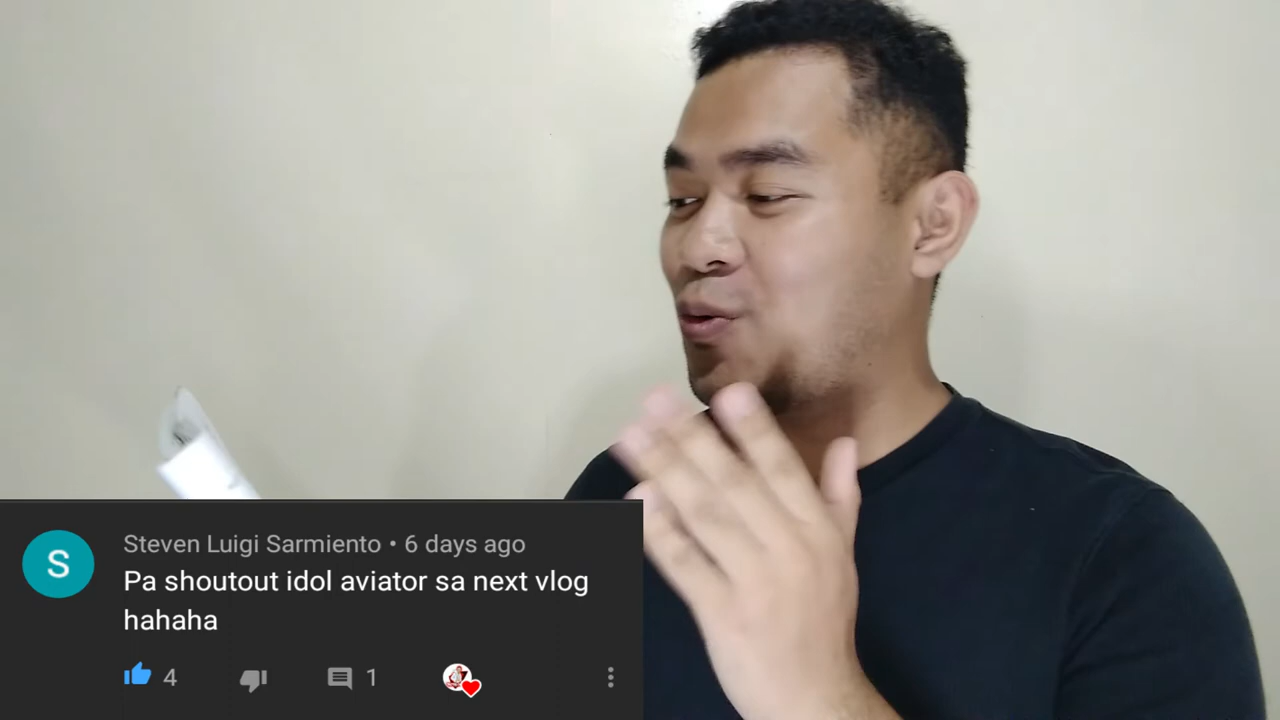 S
Steven Luigi Sarmiento • 6 days ago
Pa shoutout idol aviator sa next vlog
hahaha
4
1